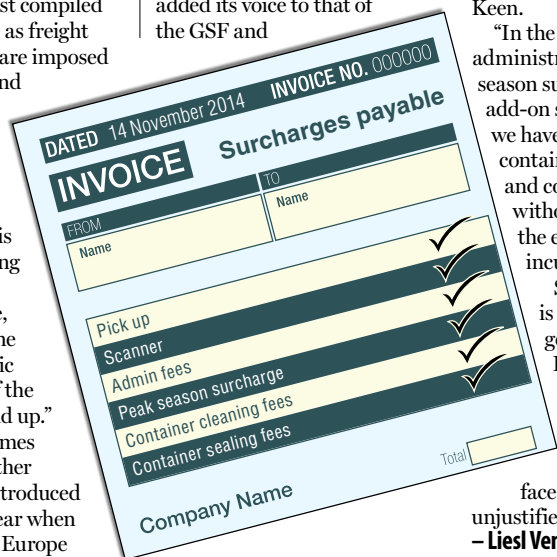 st compiled
as freight
are imposed
nd
is
ng
e,
ne
ic
f the
d up.”
mes
ther
troduced
ear when
Europe
added its voice to that of
the GSF and
DATED 14 November 2014 INVOICE NO. 000000
INVOICE Surcharges payable
FROM TO
Name Name
Pick up
Scanner
Admin fees
Peak season surcharge
Container cleaning fees
Container sealing fees
Total
Company Name
Keen.
“In the
administr
season su
add-on s
we have
contain
and co
witho
the e
incu
S
is
ge
face
unjustifie
– Liesl Ver